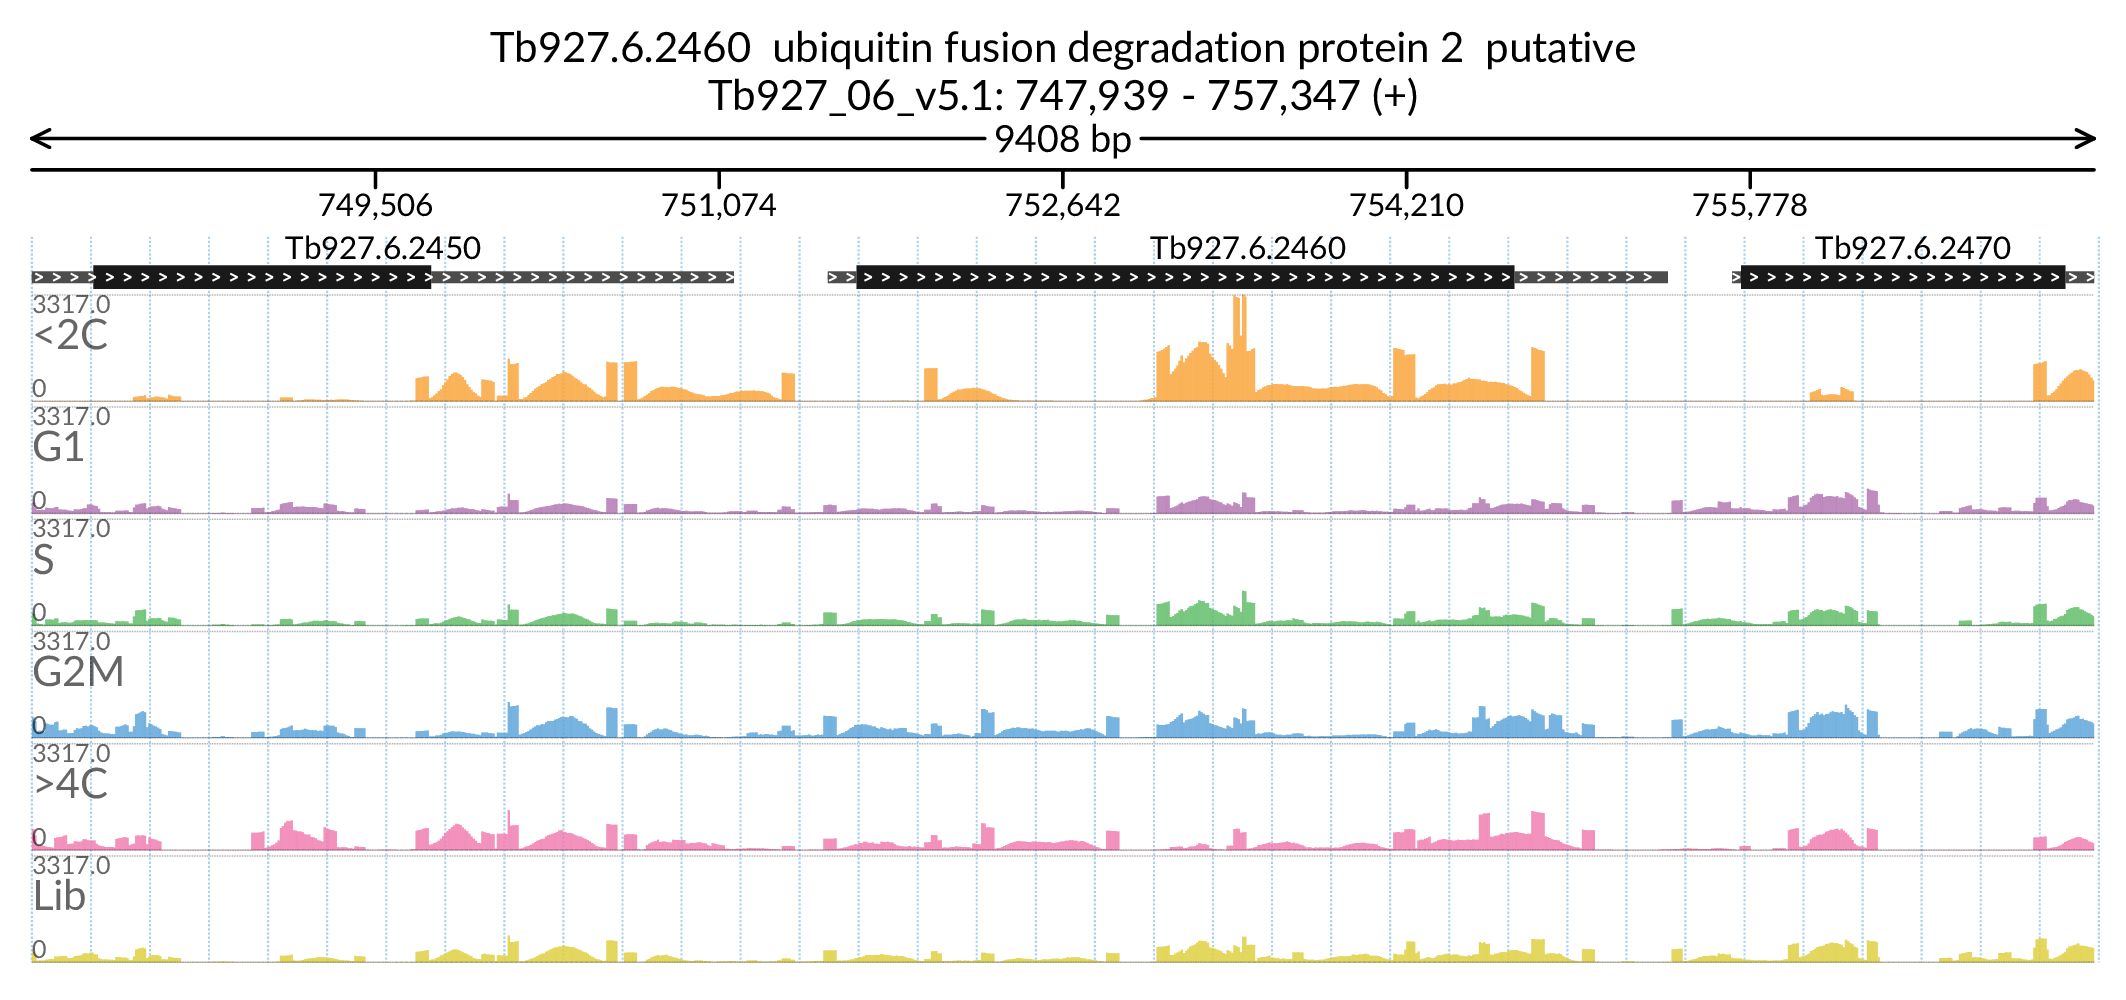 Tb927.6.2460  ubiquitin fusion degradation protein 2  putative
Tb927_06_v5.1: 747,939 - 757,347 (+)
9408 bp
749,506 751,074 752,642 754,210 755,778
Tb927.6.2450 Tb927.6.2460 Tb927.6.2470
3317.0
<2C
0
3317.0
G1
0
3317.0
S
0
3317.0
G2M
0
3317.0
>4C
0
3317.0
Lib
0